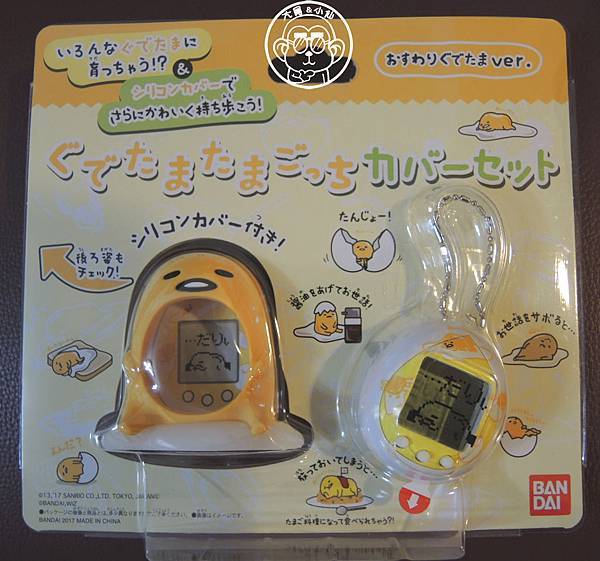 大周&小仙
いろんなぐでたまに
育っちゃう!?
&
シリコンカバーで
さらにかわいく持ち歩こう!
おすわりぐでたまver.
ぐでたまたまごっちカバーセット
シリコンカバー付き!
後ろ姿も
チェック!
たんじょー!
醤油をあげてお世話!
お世話をサボると…
…だりぃ
…だりぃ
なんだ?
放っておいてしまうと…
たまご料理になって食べられちゃう?!
©13,'17 SANRIO CO.,LTD. TOKYO, JAPAN
©BANDAI,WiZ
BANDAI 2017 MADE IN CHINA
BAN
DAI